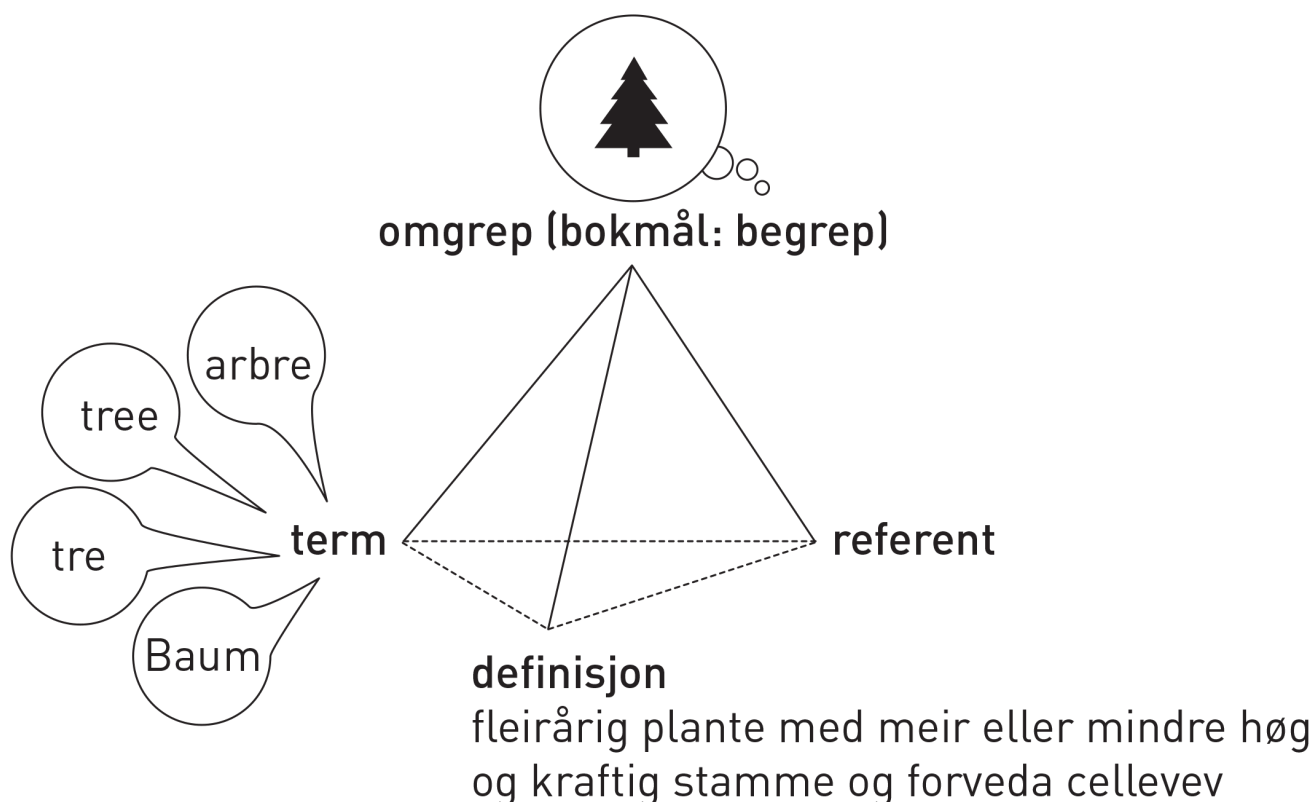 omgrep (bokmål: begrep)
arbre
tree
tre
Baum
term
referent
definisjon
fleirårig plante med meir eller mindre høg
og kraftig stamme og forveda cellevev